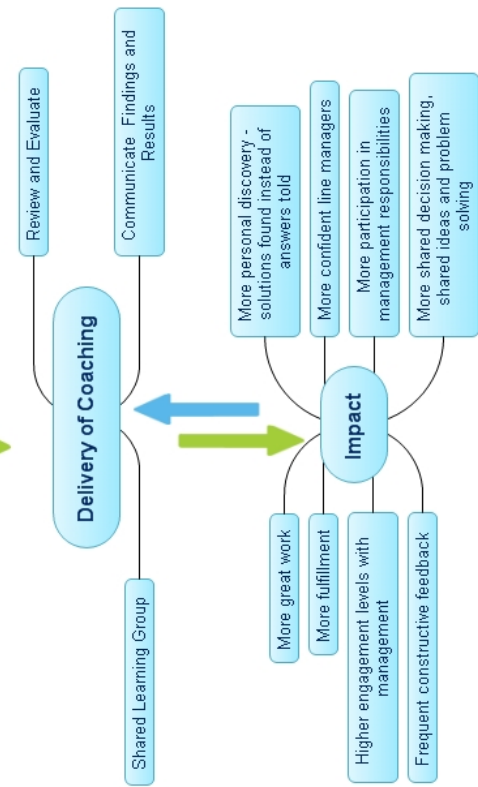 Review and Evaluate
Communicate Findings and
Results
Delivery of Coaching
Shared Learning Group
More personal discovery -
solutions found instead of
answers told
More confident line managers
More participation in
management responsibilities
More shared decision making,
shared ideas and problem
solving
Impact
More great work
More fulfillment
Higher engagement levels with
management
Frequent constructive feedback